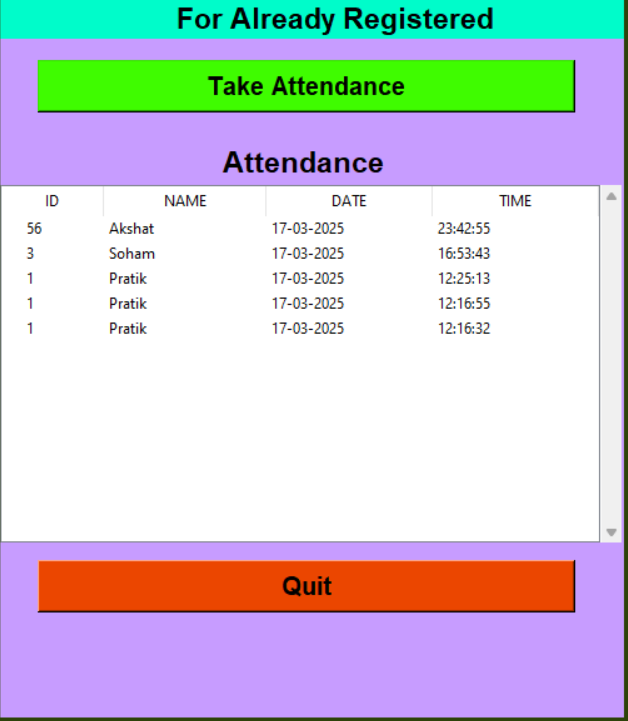 For Already Registered
Take Attendance
Attendance
ID NAME DATE TIME
56 Akshat 17-03-2025 23:42:55
3 Soham 17-03-2025 16:53:43
1 Pratik 17-03-2025 12:25:13
1 Pratik 17-03-2025 12:16:55
1 Pratik 17-03-2025 12:16:32
Quit